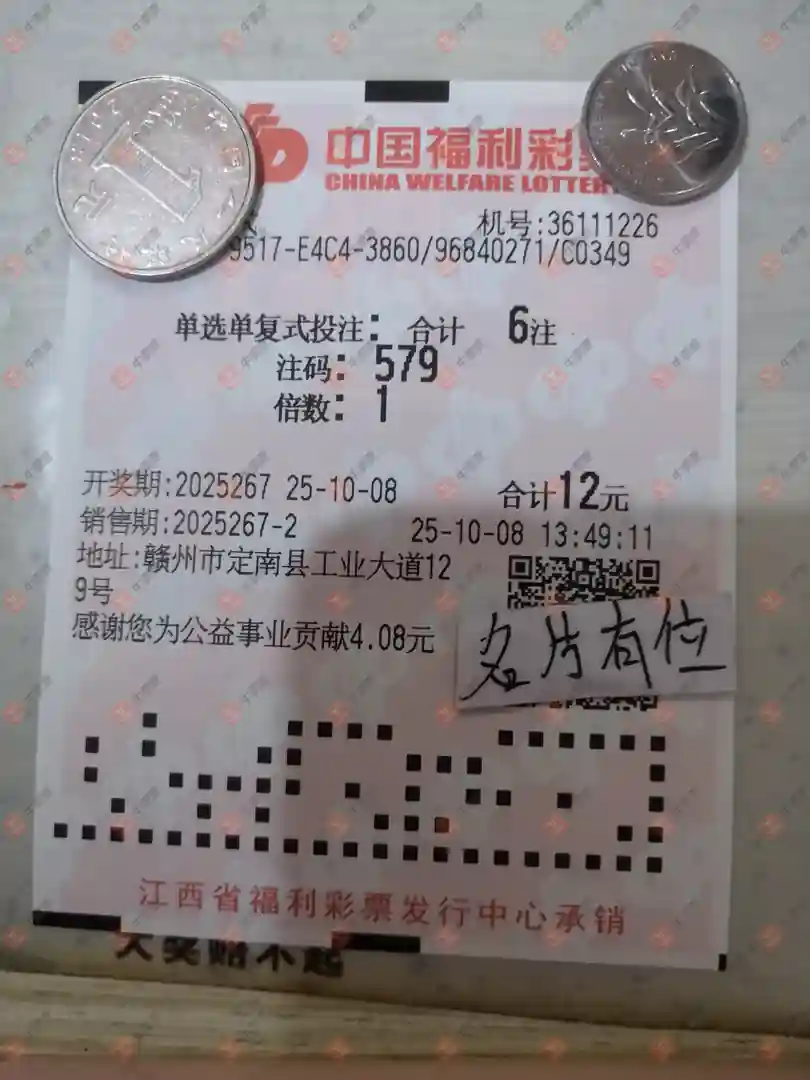 中国福利彩
CHINA WELFARE LOTTER
机号:36111226
9517-E4C4-3860/96840271/C0349
单选单复式投注: 合计 6注
注码: 579
倍数: 1
开奖期:2025267 25-10-08 合计12元
销售期:2025267-2 25-10-08 13:49:11
地址:赣州市定南县工业大道12
9号
感谢您为公益事业贡献4.08元
名片有位
江西省福利彩票发行中心承销
大奖赔不起